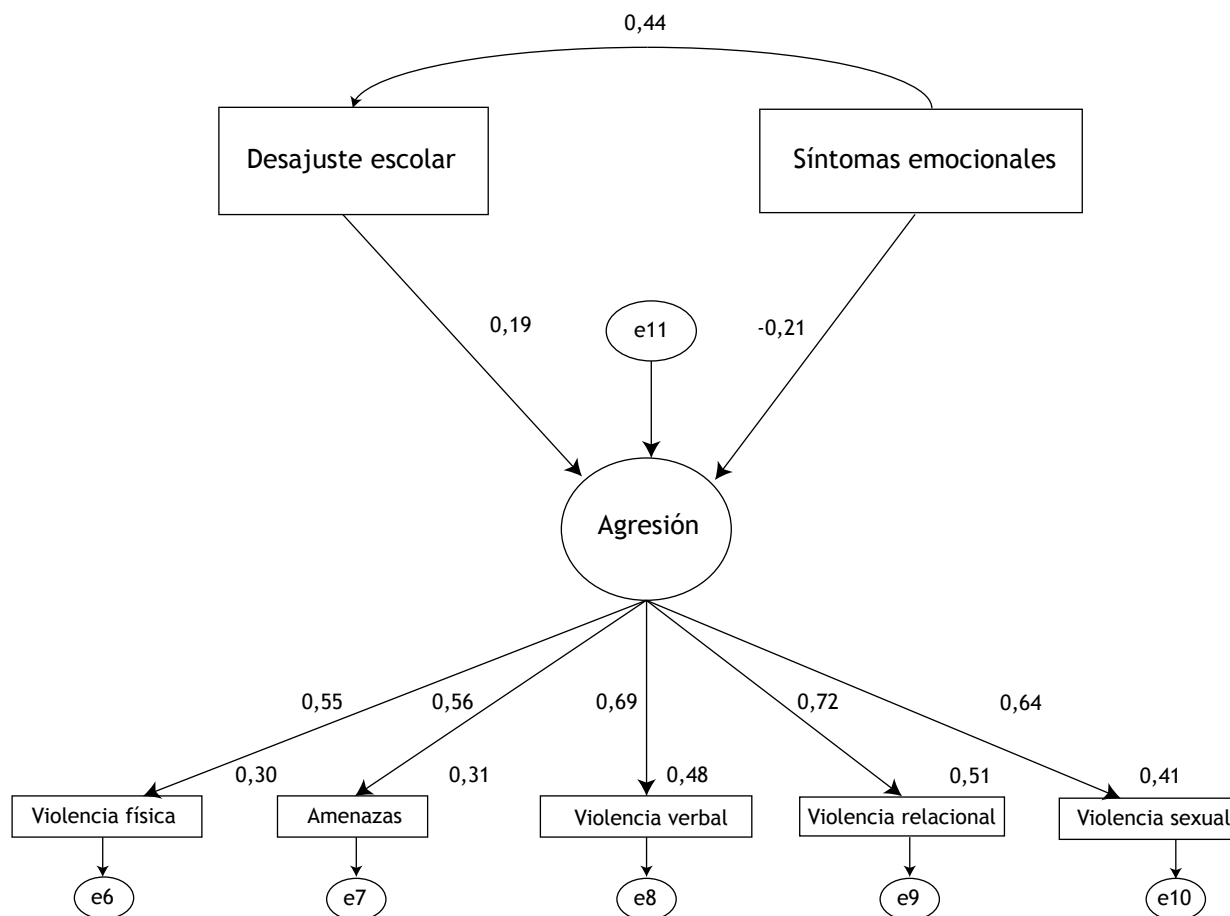 0,44
Desajuste escolar
Síntomas emocionales
0,19
e11
-0,21
Agresión
0,55
0,56
0,69
0,72
0,64
0,30
0,31
0,48
0,51
0,41
Violencia física
Amenazas
Violencia verbal
Violencia relacional
Violencia sexual
e6
e7
e8
e9
e10